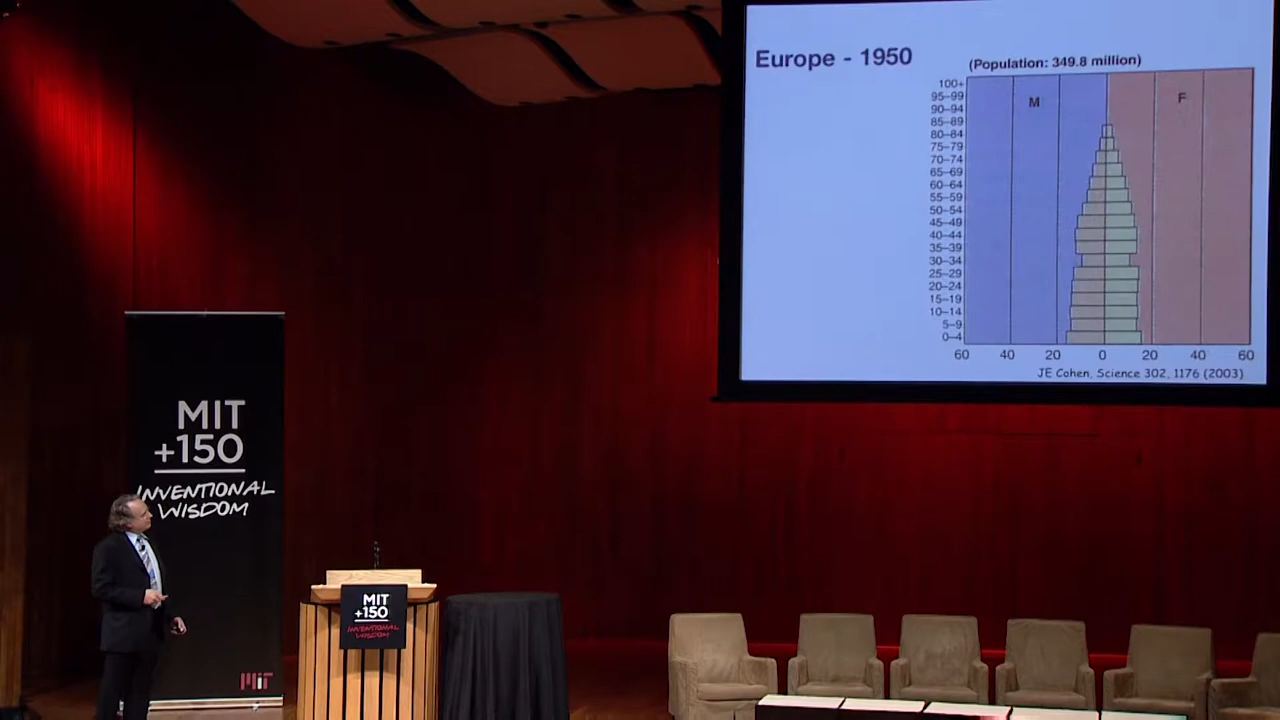 Europe - 1950
(Population: 349.8 million)
M
F
100+
95–99
90–94
85–89
80–84
75–79
70–74
65–69
60–64
55–59
50–54
45–49
40–44
35–39
30–34
25–29
20–24
15–19
10–14
5–9
0–4
60 40 20 0 20 40 60
JE Cohen, Science 302, 1176 (2003)
MIT
+150
INVENTIONAL
WISDOM
MIT
MIT
+150
INVENTIONAL
WISDOM